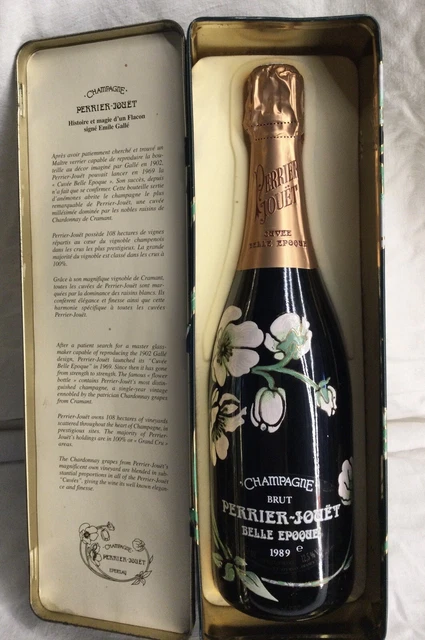 CHAMPAGNE
PERRIER-JOUËT
Histoire et magie d'un Flacon
signé Emile Gallé
Après avoir patiemment cherché et trouvé un
Maître verrier capable de reproduire la bou-
teille au décor imaginé par Gallé en 1902,
Perrier-Jouët pouvait lancer en 1969 la
« Cuvée Belle Epoque ». Son succès, depuis
n'a fait que se confirmer. Cette bouteille sertie
d'anémones abrite le champagne le plus
remarquable de Perrier-Jouët, une cuvée
millésimée dominée par les nobles raisins de
Chardonnay de Cramant.
Perrier-Jouët possède 108 hectares de vignes
répartis au cœur du vignoble champenois
dans les crus les plus prestigieux. La grande
majorité du vignoble est classé dans les crus à
100%.
Grâce à son magnifique vignoble de Cramant,
toutes les cuvées de Perrier-Jouët sont mar-
quées par la dominance des raisins blancs. Ils
confèrent élégance et finesse ainsi que cette
harmonie spécifique à toutes les cuvées
Perrier-Jouët.
After a patient search for a master glass-
maker capable of reproducing the 1902 Gallé
design, Perrier-Jouët launched its "Cuvée
Belle Epoque" in 1969. Since then it has gone
from strength to strength. The famous « flower
bottle » contains Perrier-Jouët's most distin-
guished champagne, a single-year vintage
ennobled by the patrician Chardonnay grapes
from Cramant.
Perrier-Jouët owns 108 hectares of vineyards
scattered throughout the heart of Champagne, in
prestigious sites. The majority of Perrier-
Jouët's holdings are in 100% or « Grand Cru »
areas.
The Chardonnay grapes from Perrier-Jouët's
magnificent own vineyard are blended in sub-
stantial proportions in all of the Perrier-Jouët
"Cuvées", giving the wine its well known elegan-
ce and finesse.
CHAMPAGNE
PERRIER-JOUËT
EPERNAY
PERRIER
JOUËT
CUVEE
BELLE EPOQUE
CHAMPAGNE
BRUT
PERRIER-JOUËT
BELLE EPOQUE
1989 e